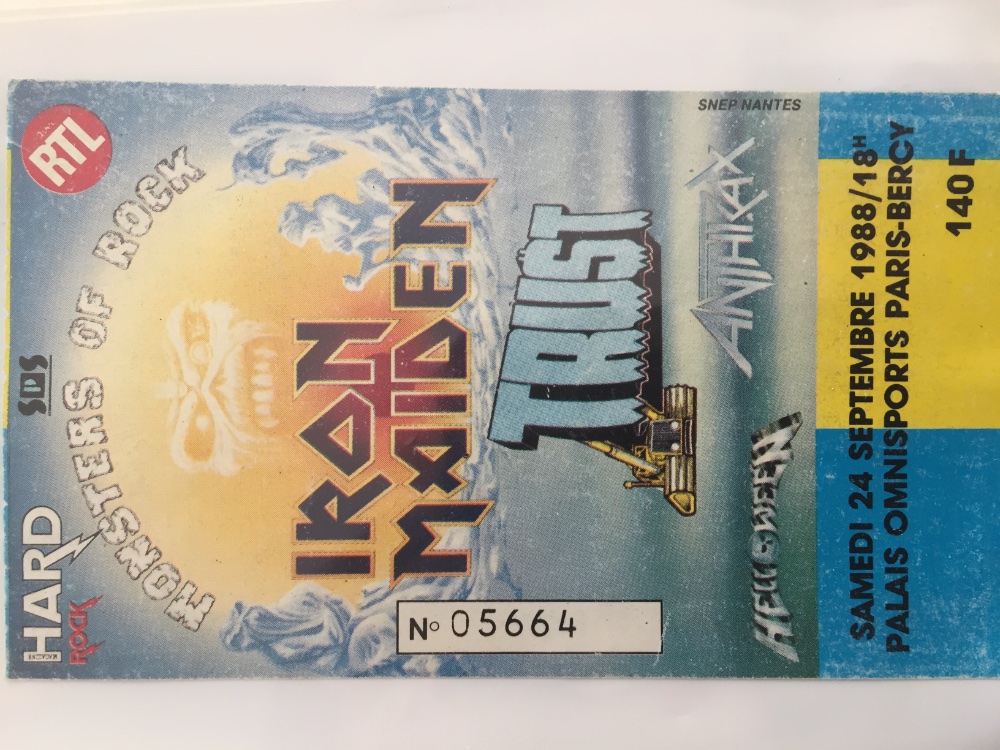 HARD
MAGAZINE
ROCK
SDS
RTL
MONSTERS OF ROCK
IRON
MAIDEN
TRUST
ANTHRAX
HELLOWEEN
SNEP NANTES
Nº 05664
SAMEDI 24 SEPTEMBRE 1988/18H
PALAIS OMNISPORTS PARIS-BERCY
140 F